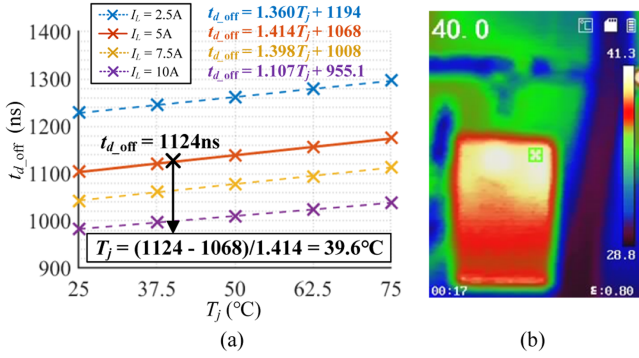 I_L = 2.5A t_d_off = 1.360T_j + 1194
I_L = 5A t_d_off = 1.414T_j + 1068
I_L = 7.5A t_d_off = 1.398T_j + 1008
I_L = 10A t_d_off = 1.107T_j + 955.1
1400
1300
1200
1100
1000
900
t_d_off (ns)
t_d_off = 1124ns
T_j = (1124 - 1068)/1.414 = 39.6℃
25 37.5 50 62.5 75
T_j (℃)
(a)
40.0 ℃
41.3
28.8
00:17 ε:0.80
(b)